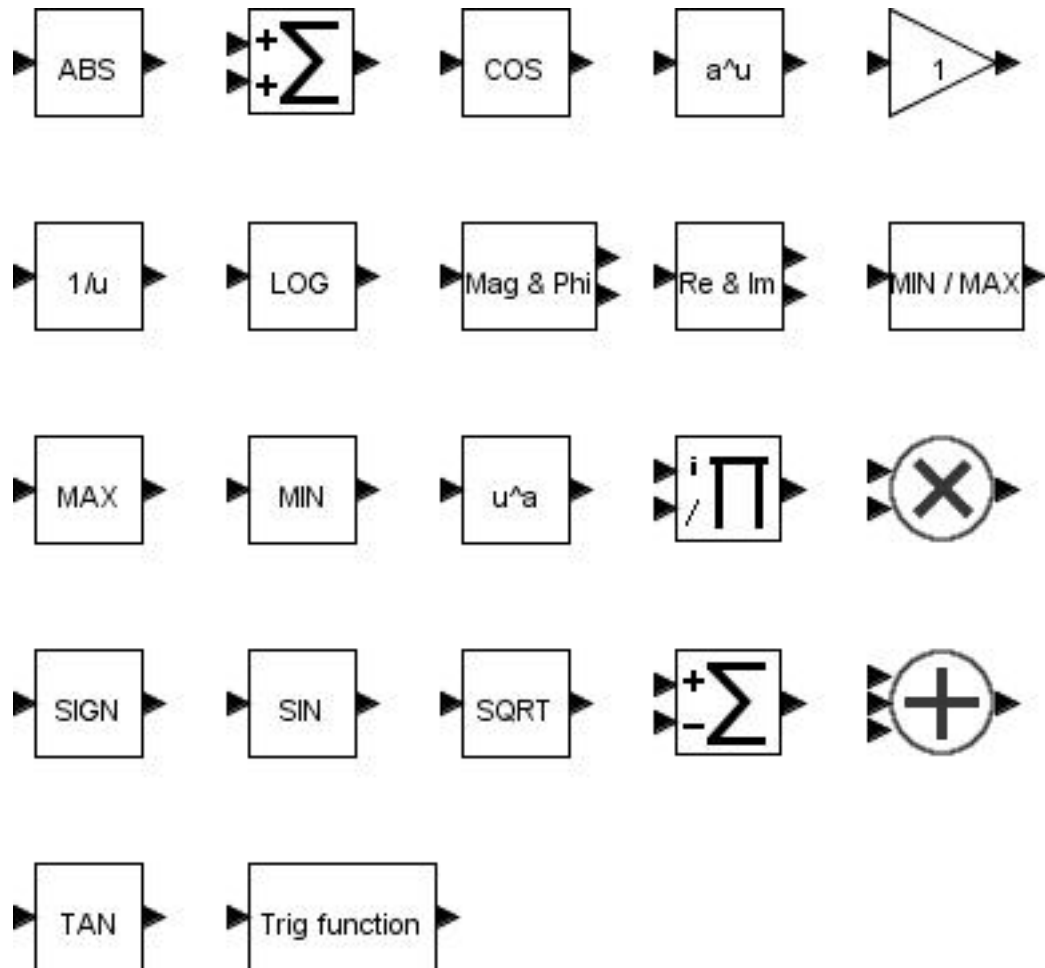 ABS
+
+ Σ
COS
a^u
1
1/u
LOG
Mag & Phi
Re & Im
MIN / MAX
MAX
MIN
u^a
i
/ ∏
×
SIGN
SIN
SQRT
+
− Σ
+
TAN
Trig function